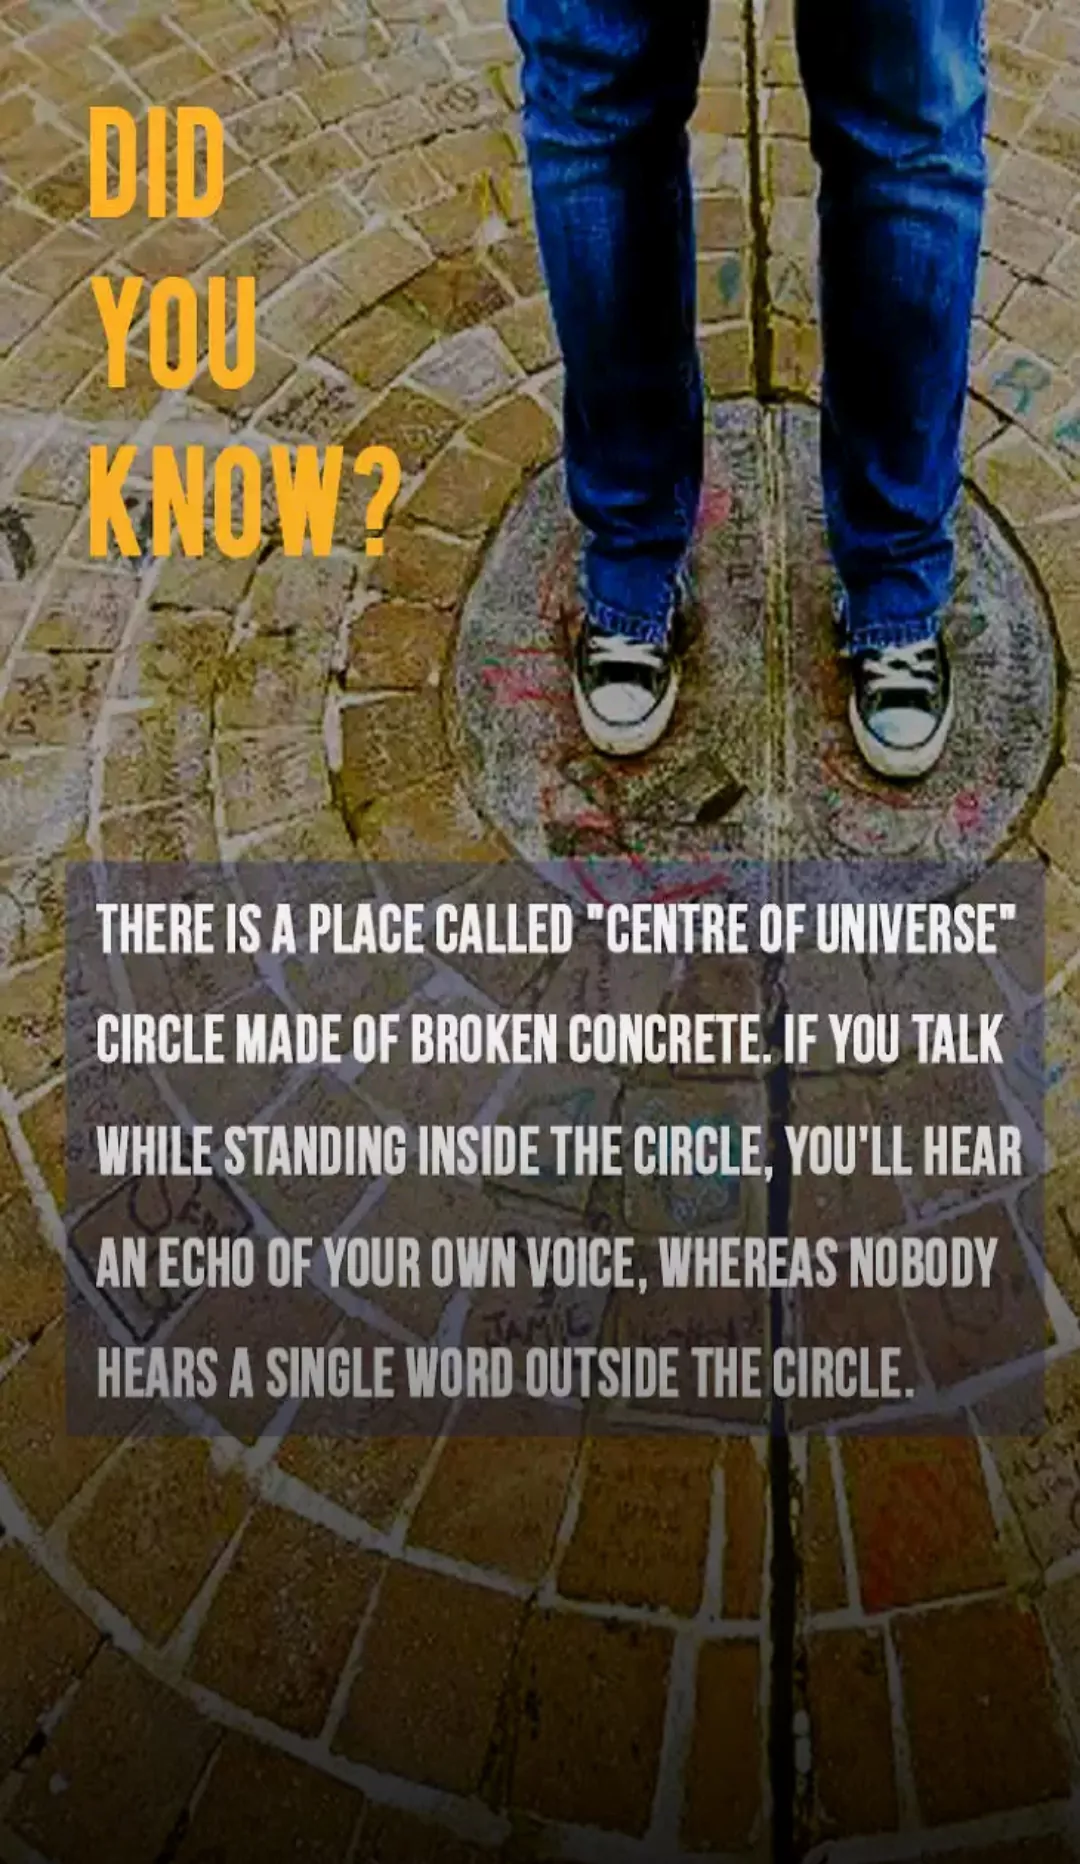 DID
YOU
KNOW?
THERE IS A PLACE CALLED "CENTRE OF UNIVERSE"
CIRCLE MADE OF BROKEN CONCRETE. IF YOU TALK
WHILE STANDING INSIDE THE CIRCLE, YOU'LL HEAR
AN ECHO OF YOUR OWN VOICE, WHEREAS NOBODY
HEARS A SINGLE WORD OUTSIDE THE CIRCLE.
JAMIE